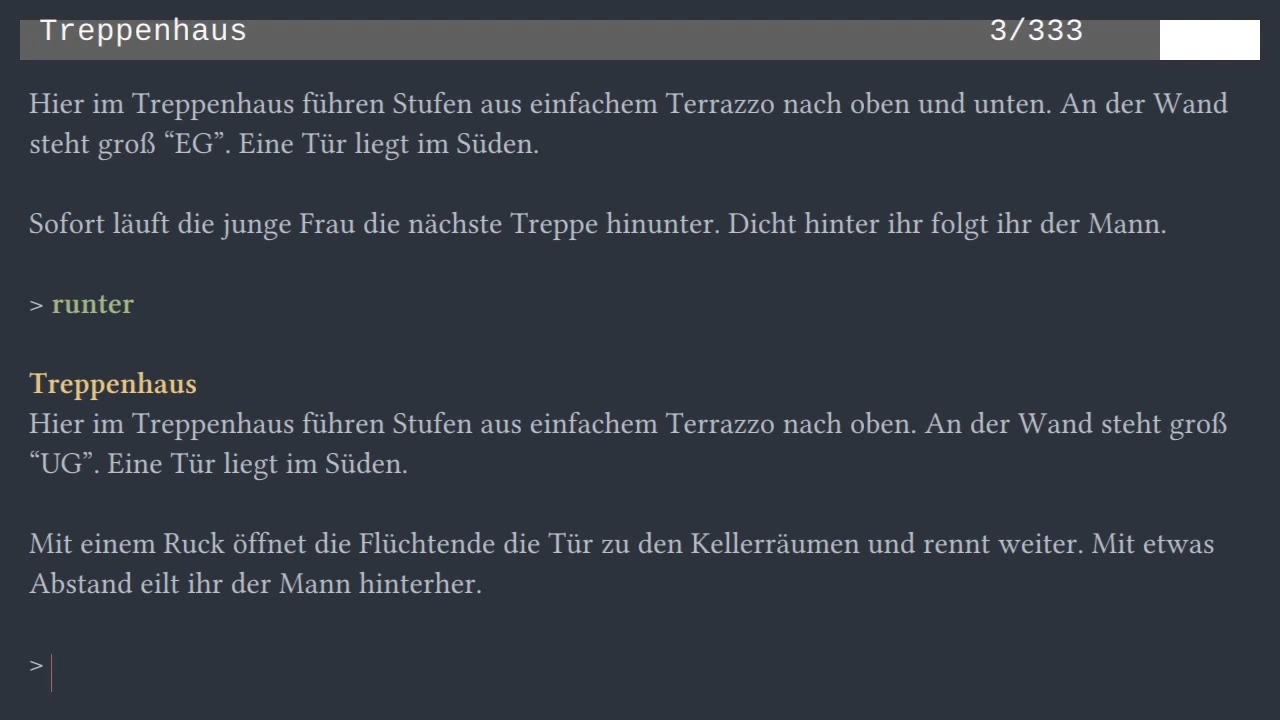 Treppenhaus 3/333
Hier im Treppenhaus führen Stufen aus einfachem Terrazzo nach oben und unten. An der Wand
steht groß “EG”. Eine Tür liegt im Süden.
Sofort läuft die junge Frau die nächste Treppe hinunter. Dicht hinter ihr folgt ihr der Mann.
> runter
Treppenhaus
Hier im Treppenhaus führen Stufen aus einfachem Terrazzo nach oben. An der Wand steht groß
“UG”. Eine Tür liegt im Süden.
Mit einem Ruck öffnet die Flüchtende die Tür zu den Kellerräumen und rennt weiter. Mit etwas
Abstand eilt ihr der Mann hinterher.
>